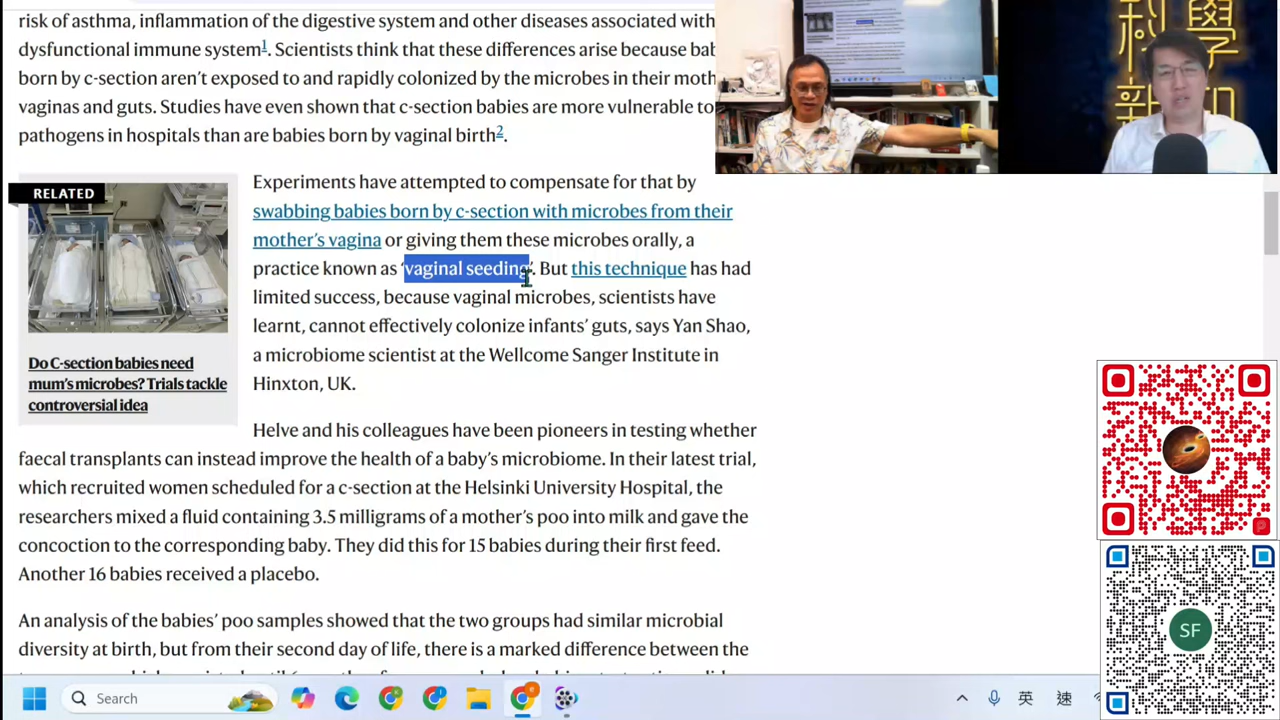 risk of asthma, inflammation of the digestive system and other diseases associated with
dysfunction of the immune system1. Scientists think that these differences arise because babies
born by c-section aren't exposed to and rapidly colonized by the microbes in their mothers'
vaginas and guts. Studies have even shown that c-section babies are more vulnerable to
pathogens in hospitals than are babies born by vaginal birth2.
RELATED
Do C-section babies need
mum's microbes? Trials tackle
controversial idea
Experiments have attempted to compensate for that by
swabbing babies born by c-section with microbes from their
mother's vagina or giving them these microbes orally, a
practice known as 'vaginal seeding'. But this technique has had
limited success, because vaginal microbes, scientists have
learnt, cannot effectively colonize infants' guts, says Yan Shao,
a microbiome scientist at the Wellcome Sanger Institute in
Hinxton, UK.
Helve and his colleagues have been pioneers in testing whether
faecal transplants can instead improve the health of a baby's microbiome. In their latest trial,
which recruited women scheduled for a c-section at the Helsinki University Hospital, the
researchers mixed a fluid containing 3.5 milligrams of a mother's poo into milk and gave the
concoction to the corresponding baby. They did this for 15 babies during their first feed.
Another 16 babies received a placebo.
An analysis of the babies' poo samples showed that the two groups had similar microbial
diversity at birth, but from their second day of life, there is a marked difference between the
科學
新知
SF
Search
英
速